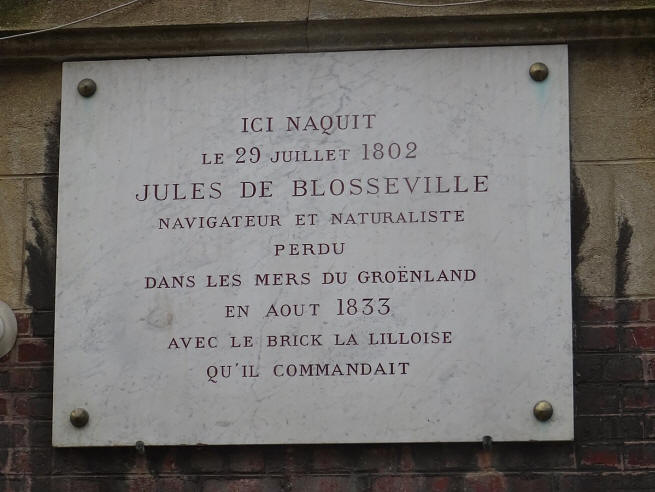 ICI NAQUIT
LE 29 JUILLET 1802
JULES DE BLOSSEVILLE
NAVIGATEUR ET NATURALISTE
PERDU
DANS LES MERS DU GROËNLAND
EN AOUT 1833
AVEC LE BRICK LA LILLOISE
QU'IL COMMANDAIT